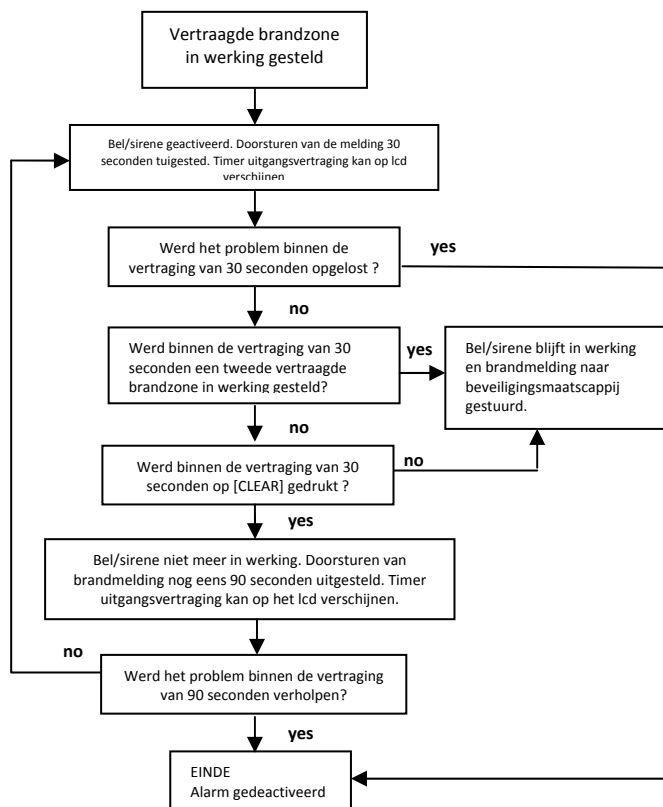 Vertraagde brandzone
in werking gesteld
Bel/sirene geactiveerd. Doorsturen van de melding 30
seconden tuigested. Timer uitgangsvertraging kan op lcd
verschijnen
Werd het problem binnen de
vertraging van 30 seconden opgelost ?
yes
no
Werd binnen de vertraging van 30
seconden een tweede vertraagde
brandzone in werking gesteld?
yes
Bel/sirene blijft in werking
en brandmelding naar
beveiligingsmaatscappij
gestuurd.
no
Werd binnen de vertraging van 30
seconden op [CLEAR] gedrukt ?
no
yes
Bel/sirene niet meer in werking. Doorsturen van
brandmelding nog eens 90 seconden uitgesteld. Timer
uitgangsvertraging kan op het lcd verschijnen.
no
Werd het problem binnen de vertraging
van 90 seconden verholpen?
yes
EINDE
Alarm gedeactiveerd